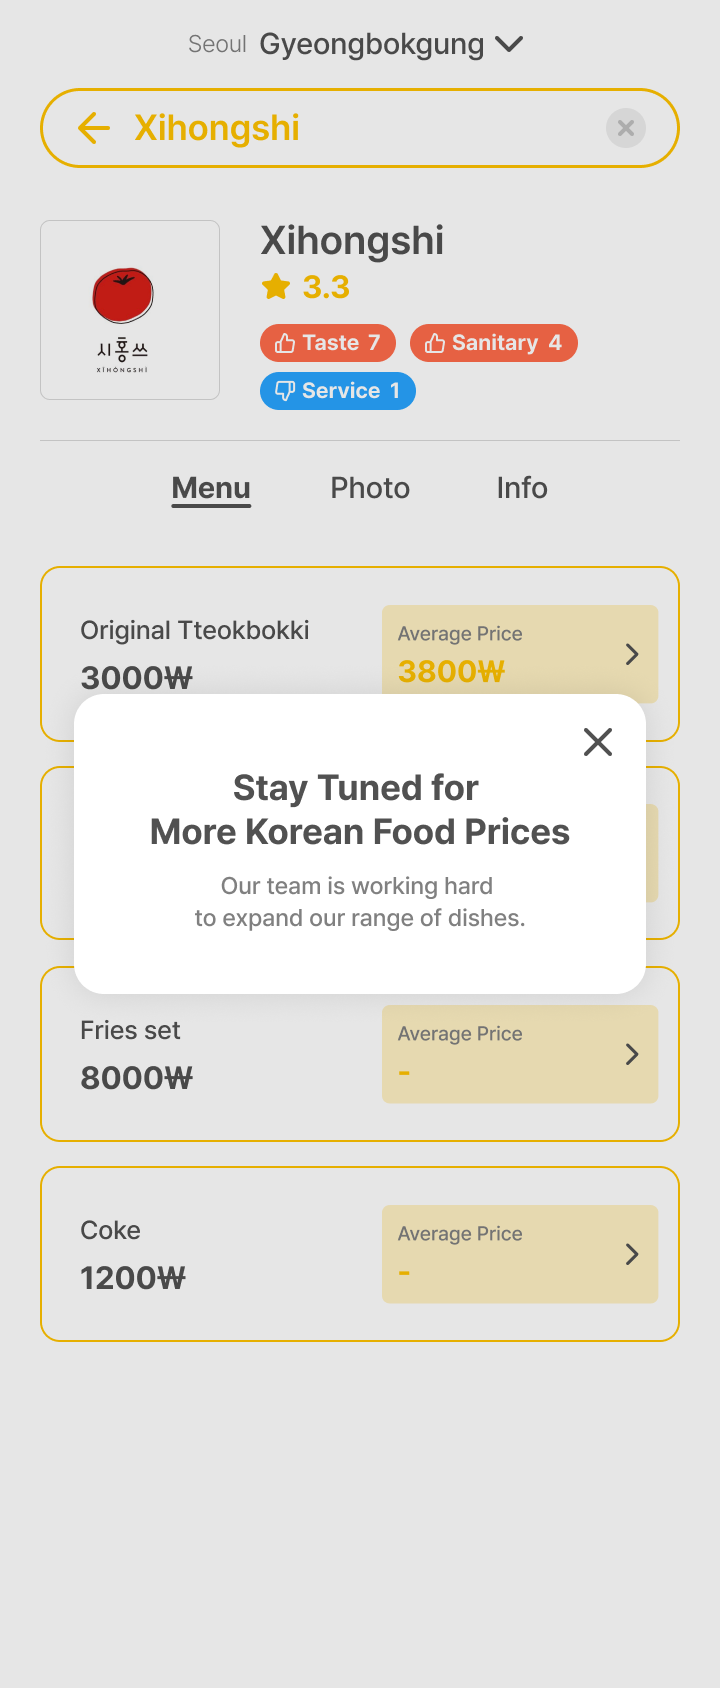 Seoul Gyeongbokgung
Xihongshi
시홍쓰
XĪHÓNGSHÌ
Xihongshi
3.3
Taste 7
Sanitary 4
Service 1
Menu Photo Info
Original Tteokbokki
3000₩
Average Price
3800₩
Stay Tuned for
More Korean Food Prices
Our team is working hard
to expand our range of dishes.
Fries set
8000₩
Average Price
-
Coke
1200₩
Average Price
-